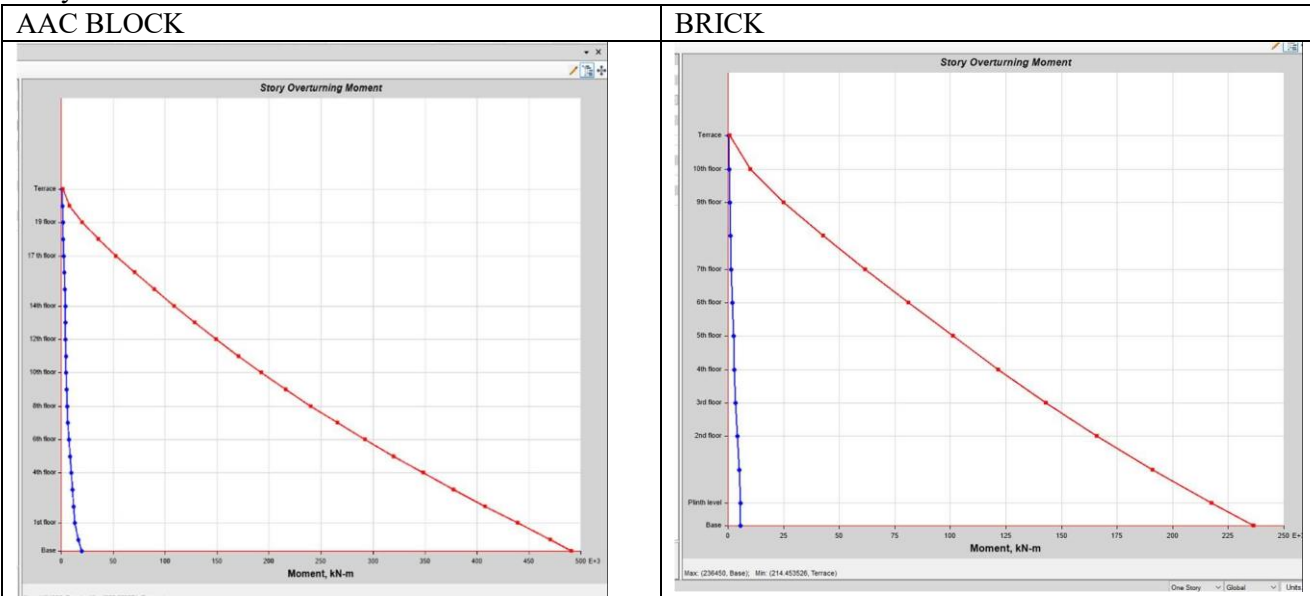 AAC BLOCK
BRICK
Story Overturning Moment
Terrace
19 floor
17 th floor
14th floor
12th floor
10th floor
8th floor
6th floor
4th floor
1st floor
Base
0 50 100 150 200 250 300 350 400 450 500 E+3
Moment, kN-m
Story Overturning Moment
Terrace
10th floor
9th floor
7th floor
6th floor
5th floor
4th floor
3rd floor
2nd floor
Plinth level
Base
0 25 50 75 100 125 150 175 200 225 250 E+
Moment, kN-m
Max: (236450, Base); Min: (214.453526, Terrace)
One Story Global Units